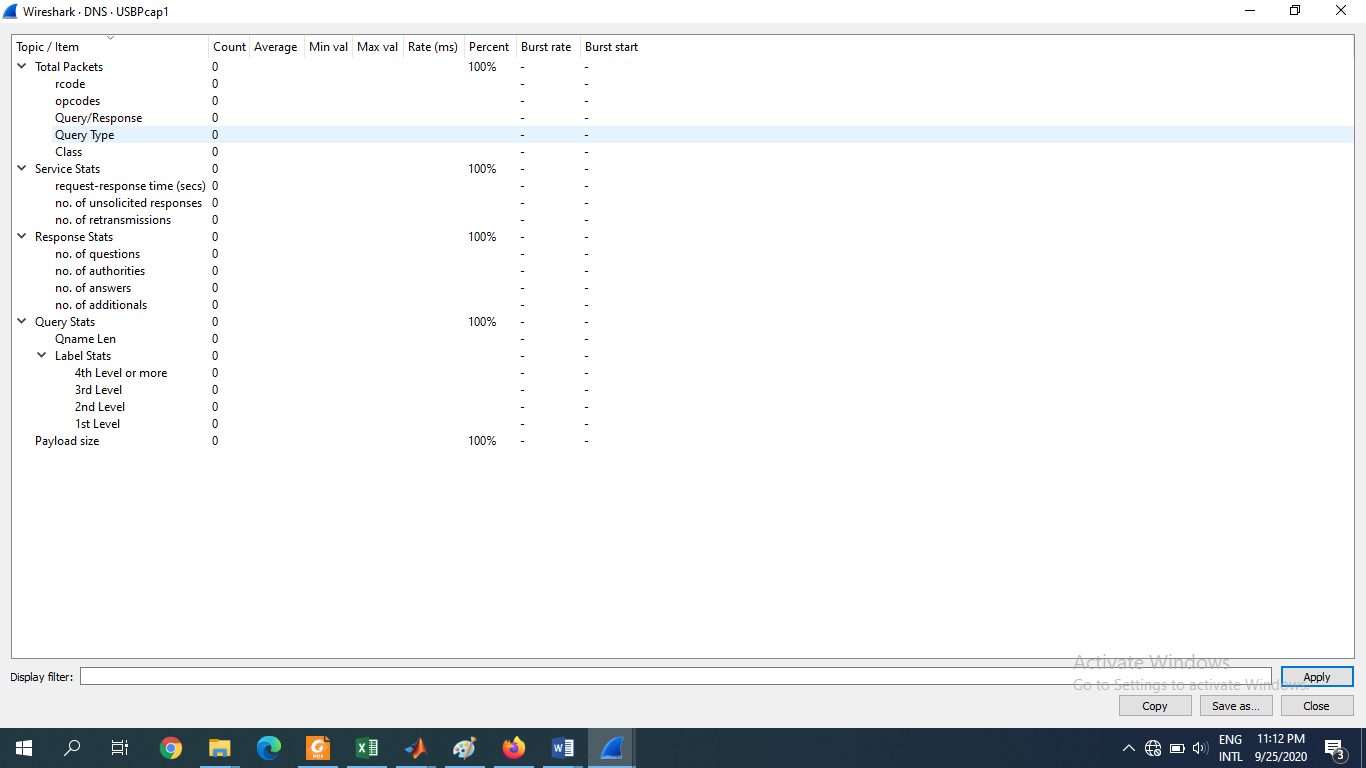 Wireshark · DNS · USBPcap1
Topic / Item Count Average Min val Max val Rate (ms) Percent Burst rate Burst start
Total Packets 0 100% - -
rcode 0 - -
opcodes 0 - -
Query/Response 0 - -
Query Type 0 - -
Class 0 - -
Service Stats 0 100% - -
request-response time (secs) 0 - -
no. of unsolicited responses 0 - -
no. of retransmissions 0 - -
Response Stats 0 100% - -
no. of questions 0 - -
no. of authorities 0 - -
no. of answers 0 - -
no. of additionals 0 - -
Query Stats 0 100% - -
Qname Len 0 - -
Label Stats 0 - -
4th Level or more 0 - -
3rd Level 0 - -
2nd Level 0 - -
1st Level 0 - -
Payload size 0 100% - -
Activate Windows
Display filter: Apply
Go to Settings to activate Windows.
Copy Save as... Close
PDF
ENG 11:12 PM
INTL 9/25/2020 3